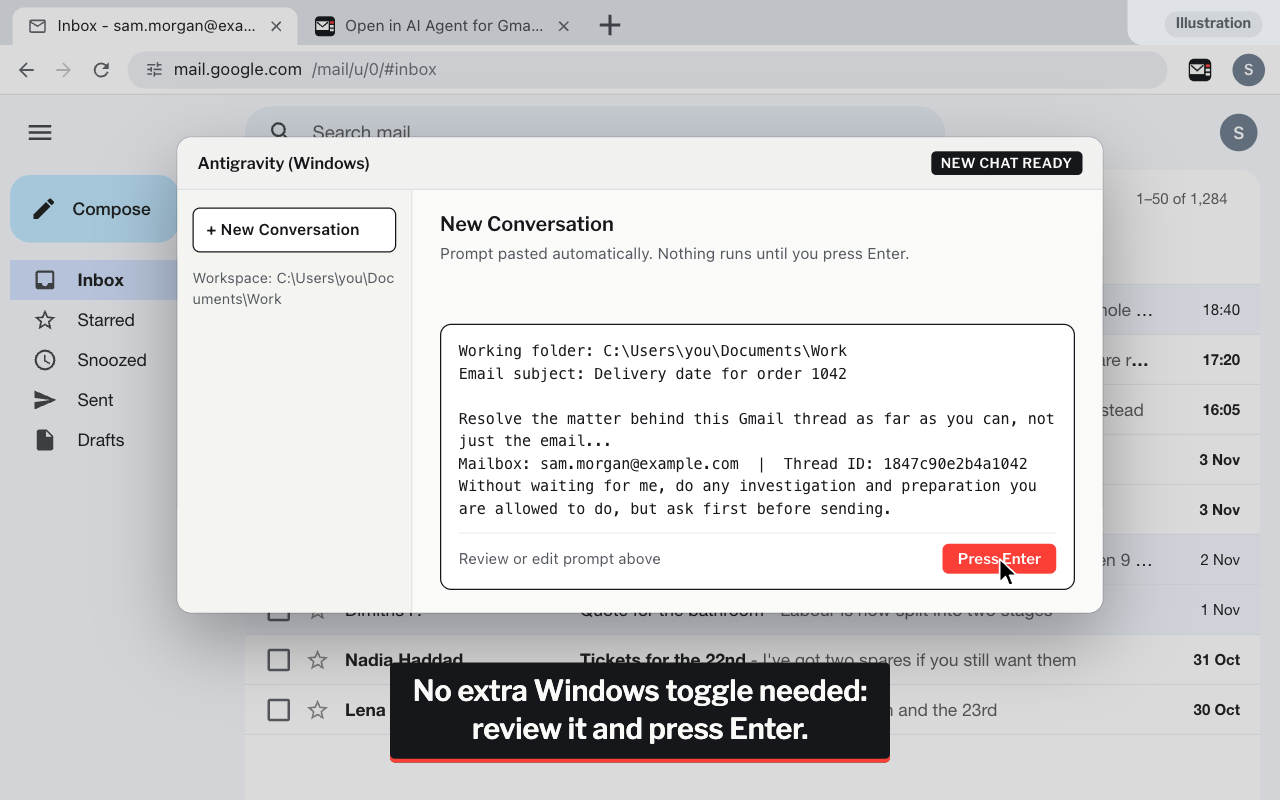 Inbox - sam.morgan@exa...
Open in AI Agent for Gma...
Illustration
mail.google.com /mail/u/0/#inbox
S
Search mail
S
Compose
1–50 of 1,284
Inbox
Starred
Snoozed
Sent
Drafts
Antigravity (Windows)
NEW CHAT READY
+ New Conversation
Workspace: C:\Users\you\Doc
uments\Work
New Conversation
Prompt pasted automatically. Nothing runs until you press Enter.
Working folder: C:\Users\you\Documents\Work
Email subject: Delivery date for order 1042
Resolve the matter behind this Gmail thread as far as you can, not
just the email...
Mailbox: sam.morgan@example.com | Thread ID: 1847c90e2b4a1042
Without waiting for me, do any investigation and preparation you
are allowed to do, but ask first before sending.
Review or edit prompt above
Press Enter
... 18:40
are r... 17:20
16:05
3 Nov
3 Nov
9 ... 2 Nov
Quote for the bathroom - Labour is now split into two stages 1 Nov
Nadia Haddad Tickets for the 22nd - I've got two spares if you still want them 31 Oct
Lena and the 23rd 30 Oct
No extra Windows toggle needed:
review it and press Enter.